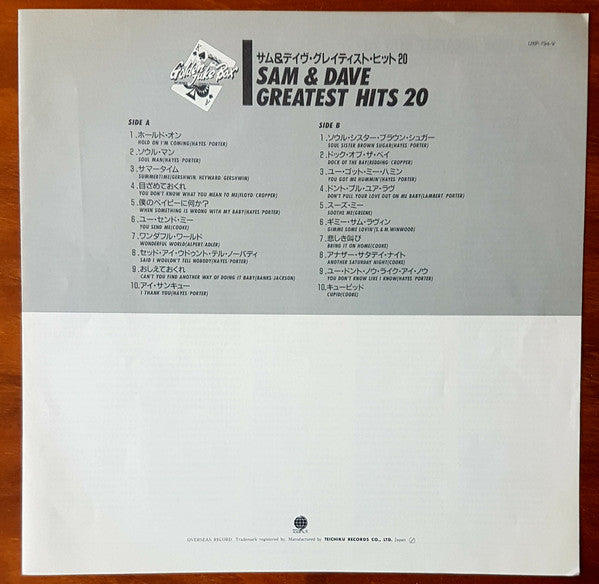 UXP-794-V
Golden Juke Box
サム&デイヴ・グレイティスト・ヒット20
SAM & DAVE
GREATEST HITS 20
SIDE A
1. ホールド・オン
HOLD ON I'M COMING(HAYES PORTER)
2. ソウル・マン
SOUL MAN(HAYES PORTER)
3. サマータイム
SUMMERTIME(GERSHWIN. HEYWARD. GERSHWIN)
4. 目ざめておくれ
YOU DON'T KNOW WHAT YOU MEAN TO ME(FLOYD CROPPER)
5. 僕のベイビーに何か?
WHEN SOMETHING IS WRONG WITH MY BABY(HAYES PORTER)
6. ユー・センド・ミー
YOU SEND ME(COOKE)
7. ワンダフル・ワールド
WONDERFUL WORLD(ALPERT. ADLER)
8. セッド・アイ・ウドゥント・テル・ノーバディ
SAID I WOULDN'T TELL NOBODY(HAYES PORTER)
9. おしえておくれ
CAN'T YOU FIND ANOTHER WAY OF DOING IT BABY(BANKS JACKSON)
10. アイ・サンキュー
I THANK YOU(HAYES PORTER)
SIDE B
1. ソウル・シスター・ブラウン・シュガー
SOUL SISTER BROWN SUGAR(HAYES PORTER)
2. ドック・オブ・ザ・ベイ
DOCK OF THE BAY(REDDING CROPPER)
3. ユー・ゴット・ミー・ハミン
YOU GOT ME HUMMIN'(HAYES PORTER)
4. ドント・プル・ユア・ラヴ
DON'T PULL YOUR LOVE OUT ON ME BABY(LAMBERT. PORTER)
5. スーズ・ミー
SOOTHE ME(GREENE)
6. ギミー・サム・ラヴィン
GIMME SOME LOVIN'(S.& M.WINWOOD)
7. 悲しき叫び
BRING IT ON HOME(COOKE)
8. アナザー・サタデイ・ナイト
ANOTHER SATURDAY NIGHT(COOKE)
9. ユー・ドント・ノウ・ライク・アイ・ノウ
YOU DON'T KNOW LIKE I KNOW(HAYES PORTER)
10. キューピッド
CUPID(COOKE)
OVERSEAS RECORD. Trademark registered by. Manufactured by TEICHIKU RECORDS CO., LTD. Japan